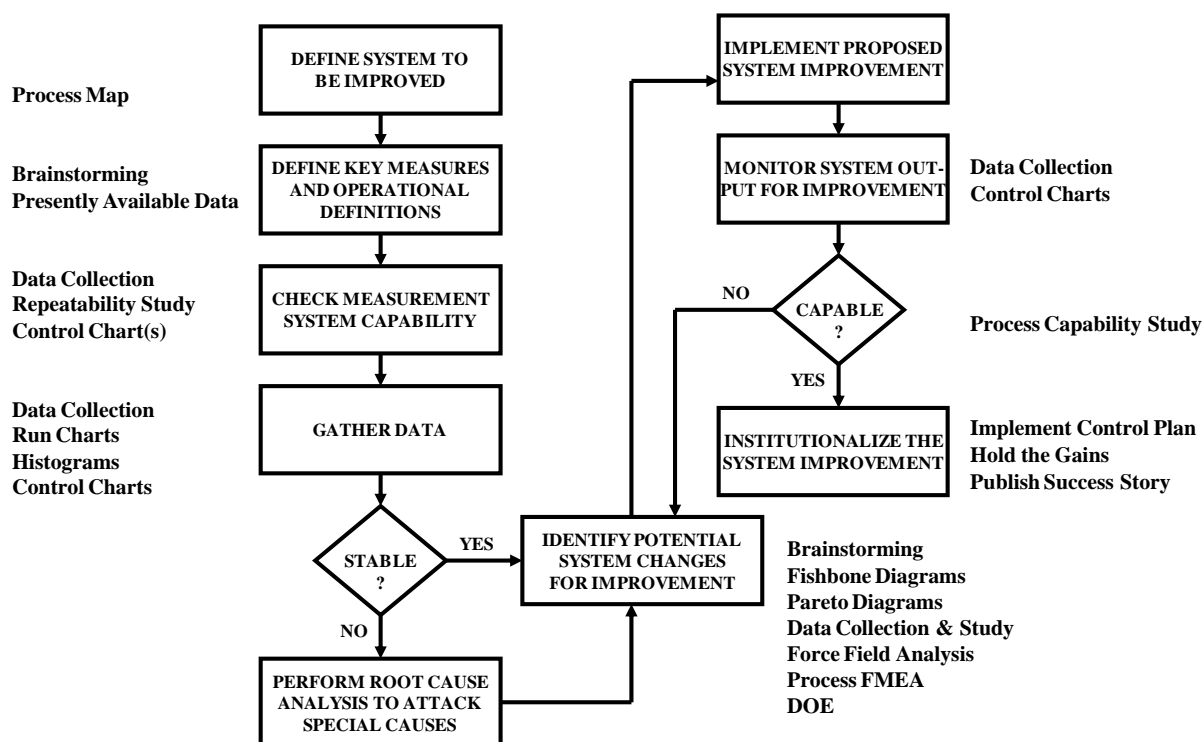 DEFINE SYSTEM TO
BE IMPROVED
Process Map
Brainstorming
Presently Available Data
DEFINE KEY MEASURES
AND OPERATIONAL
DEFINITIONS
Data Collection
Repeatability Study
Control Chart(s)
CHECK MEASUREMENT
SYSTEM CAPABILITY
Data Collection
Run Charts
Histograms
Control Charts
GATHER DATA
STABLE
?
YES
NO
PERFORM ROOT CAUSE
ANALYSIS TO ATTACK
SPECIAL CAUSES
IDENTIFY POTENTIAL
SYSTEM CHANGES
FOR IMPROVEMENT
Brainstorming
Fishbone Diagrams
Pareto Diagrams
Data Collection & Study
Force Field Analysis
Process FMEA
DOE
IMPLEMENT PROPOSED
SYSTEM IMPROVEMENT
MONITOR SYSTEM OUT-
PUT FOR IMPROVEMENT
Data Collection
Control Charts
NO
CAPABLE
?
Process Capability Study
YES
INSTITUTIONALIZE THE
SYSTEM IMPROVEMENT
Implement Control Plan
Hold the Gains
Publish Success Story